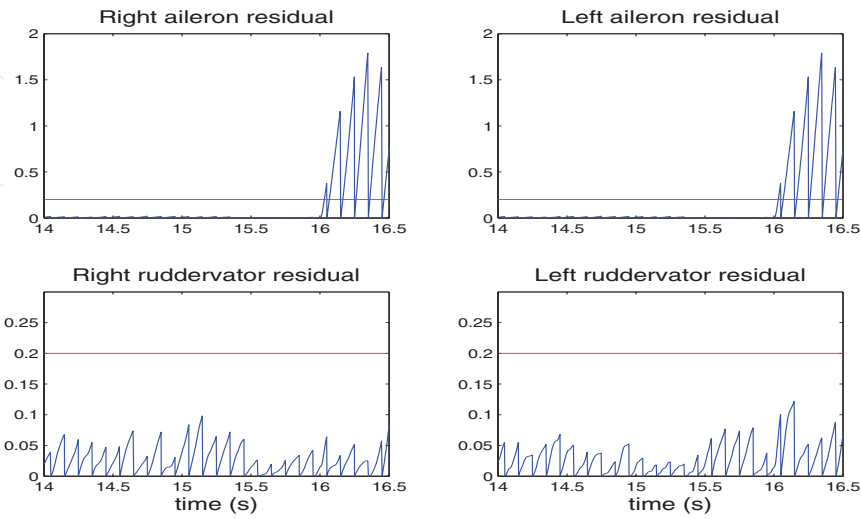 Right aileron residual
2
1.5
1
0.5
0
14 14.5 15 15.5 16 16.5
Left aileron residual
2
1.5
1
0.5
0
14 14.5 15 15.5 16 16.5
Right ruddervator residual
0.25
0.2
0.15
0.1
0.05
0
14 14.5 15 15.5 16 16.5
time (s)
Left ruddervator residual
0.25
0.2
0.15
0.1
0.05
0
14 14.5 15 15.5 16 16.5
time (s)